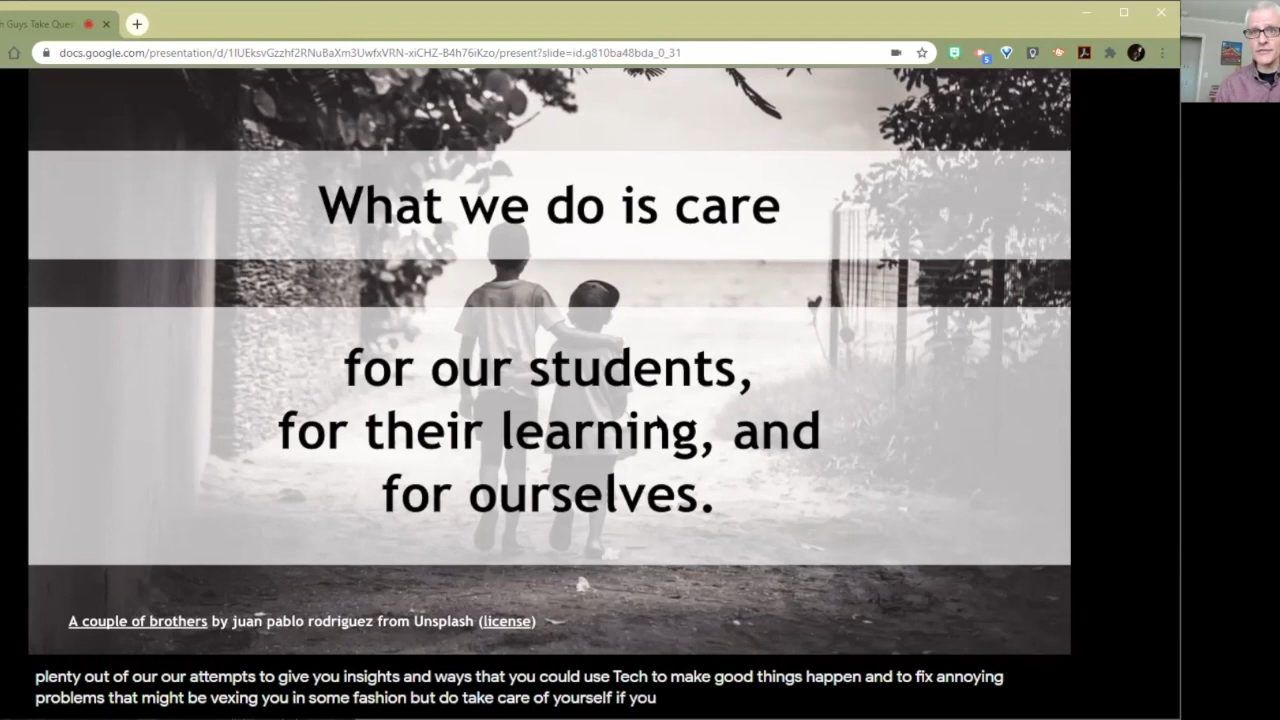 h Guys Take Ques
docs.google.com/presentation/d/1IUEksvGzzhf2RNuBaXm3UwfxVRN-xiCHZ-B4h76iKzo/present?slide=id.g810ba48bda_0_31
5
What we do is care
for our students,
for their learning, and
for ourselves.
A couple of brothers by juan pablo rodriguez from Unsplash (license)
plenty out of our our attempts to give you insights and ways that you could use Tech to make good things happen and to fix annoying
problems that might be vexing you in some fashion but do take care of yourself if you